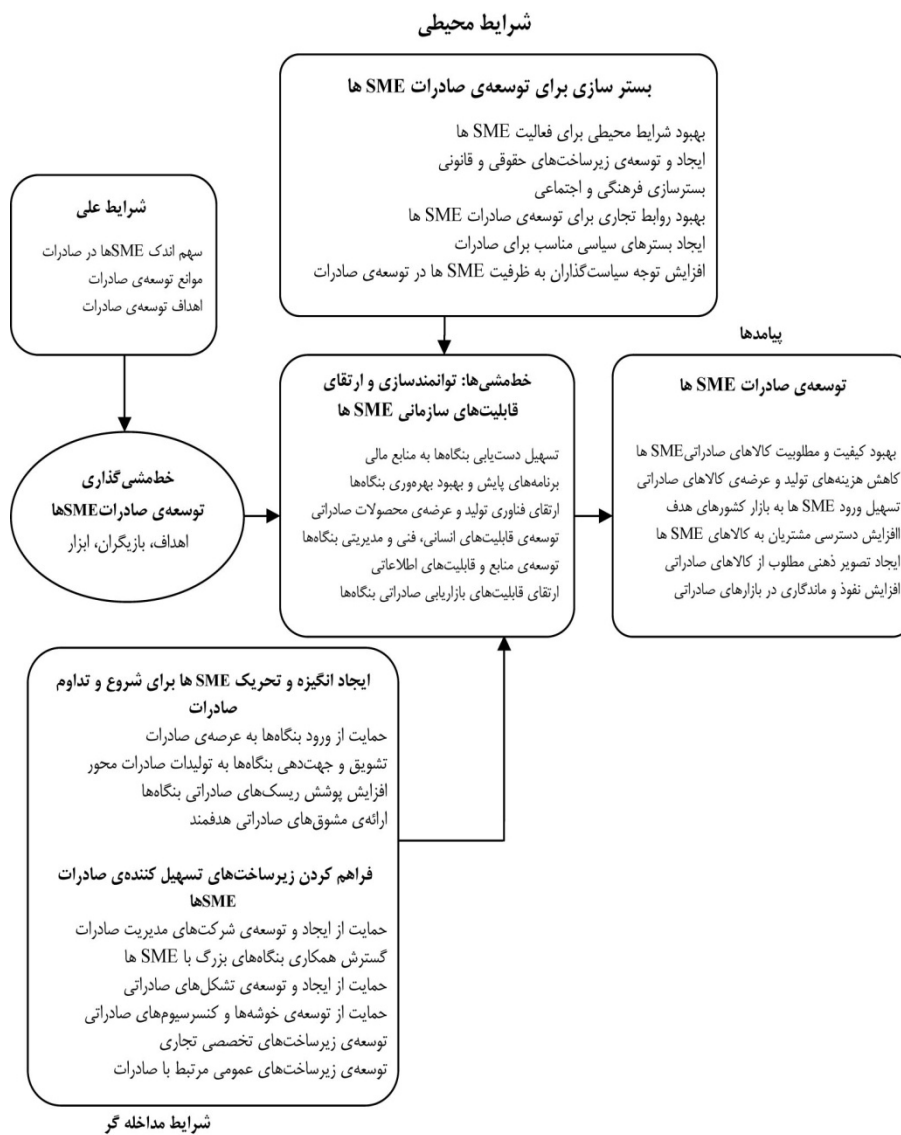 شرایط محیطی
بستر سازی برای توسعه‌ی صادرات SME ها
بهبود شرایط محیطی برای فعالیت SME ها
ایجاد و توسعه‌ی زیرساخت‌های حقوقی و قانونی
بسترسازی فرهنگی و اجتماعی
بهبود روابط تجاری برای توسعه‌ی صادرات SME ها
ایجاد بسترهای سیاسی مناسب برای صادرات
افزایش توجه سیاست‌گذاران به ظرفیت SME ها در توسعه‌ی صادرات
شرایط علی
سهم اندک SMEها در صادرات
موانع توسعه‌ی صادرات
اهداف توسعه‌ی صادرات
خط‌مشی‌گذاری
توسعه‌ی صادراتSMEها
اهداف، بازیگران، ابزار
خط‌مشی‌ها: توانمندسازی و ارتقای
قابلیت‌های سازمانی SME ها
تسهیل دست‌یابی بنگاه‌ها به منابع مالی
برنامه‌های پایش و بهبود بهره‌وری بنگاه‌ها
ارتقای فناوری تولید و عرضه‌ی محصولات صادراتی
توسعه‌ی قابلیت‌های انسانی، فنی و مدیریتی بنگاه‌ها
توسعه‌ی منابع و قابلیت‌های اطلاعاتی
ارتقای قابلیت‌های بازاریابی صادراتی بنگاه‌ها
پیامدها
توسعه‌ی صادرات SME ها
بهبود کیفیت و مطلوبیت کالاهای صادراتیSME ها
کاهش هزینه‌های تولید و عرضه‌ی کالاهای صادراتی
تسهیل ورود SME ها به بازار کشورهای هدف
اافزایش دسترسی مشتریان به کالاهای SME ها
ایجاد تصویر ذهنی مطلوب از کالاهای صادراتی
افزایش نفوذ و ماندگاری در بازارهای صادراتی
ایجاد انگیزه و تحریک SME ها برای شروع و تداوم
صادرات
حمایت از ورود بنگاه‌ها به عرصه‌ی صادرات
تشویق و جهت‌دهی بنگاه‌ها به تولیدات صادرات محور
افزایش پوشش ریسک‌های صادراتی بنگاه‌ها
ارائه‌ی مشوق‌های صادراتی هدفمند
فراهم کردن زیرساخت‌های تسهیل کننده‌ی صادرات
SMEها
حمایت از ایجاد و توسعه‌ی شرکت‌های مدیریت صادرات
گسترش همکاری بنگاه‌های بزرگ با SME ها
حمایت از ایجاد و توسعه‌ی تشکل‌های صادراتی
حمایت از توسعه‌ی خوشه‌ها و کنسرسیوم‌های صادراتی
توسعه‌ی زیرساخت‌های تخصصی تجاری
توسعه‌ی زیرساخت‌های عمومی مرتبط با صادرات
شرایط مداخله گر